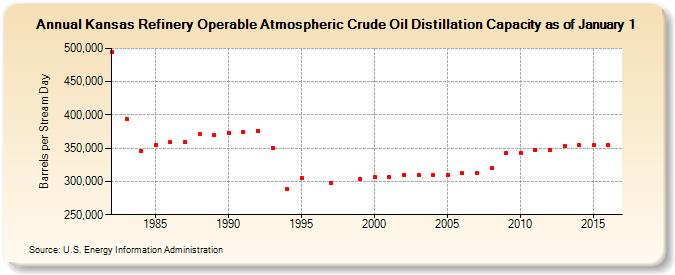 Annual Kansas Refinery Operable Atmospheric Crude Oil Distillation Capacity as of January 1
Barrels per Stream Day
500,000
450,000
400,000
350,000
300,000
250,000
1985 1990 1995 2000 2005 2010 2015
Source: U.S. Energy Information Administration